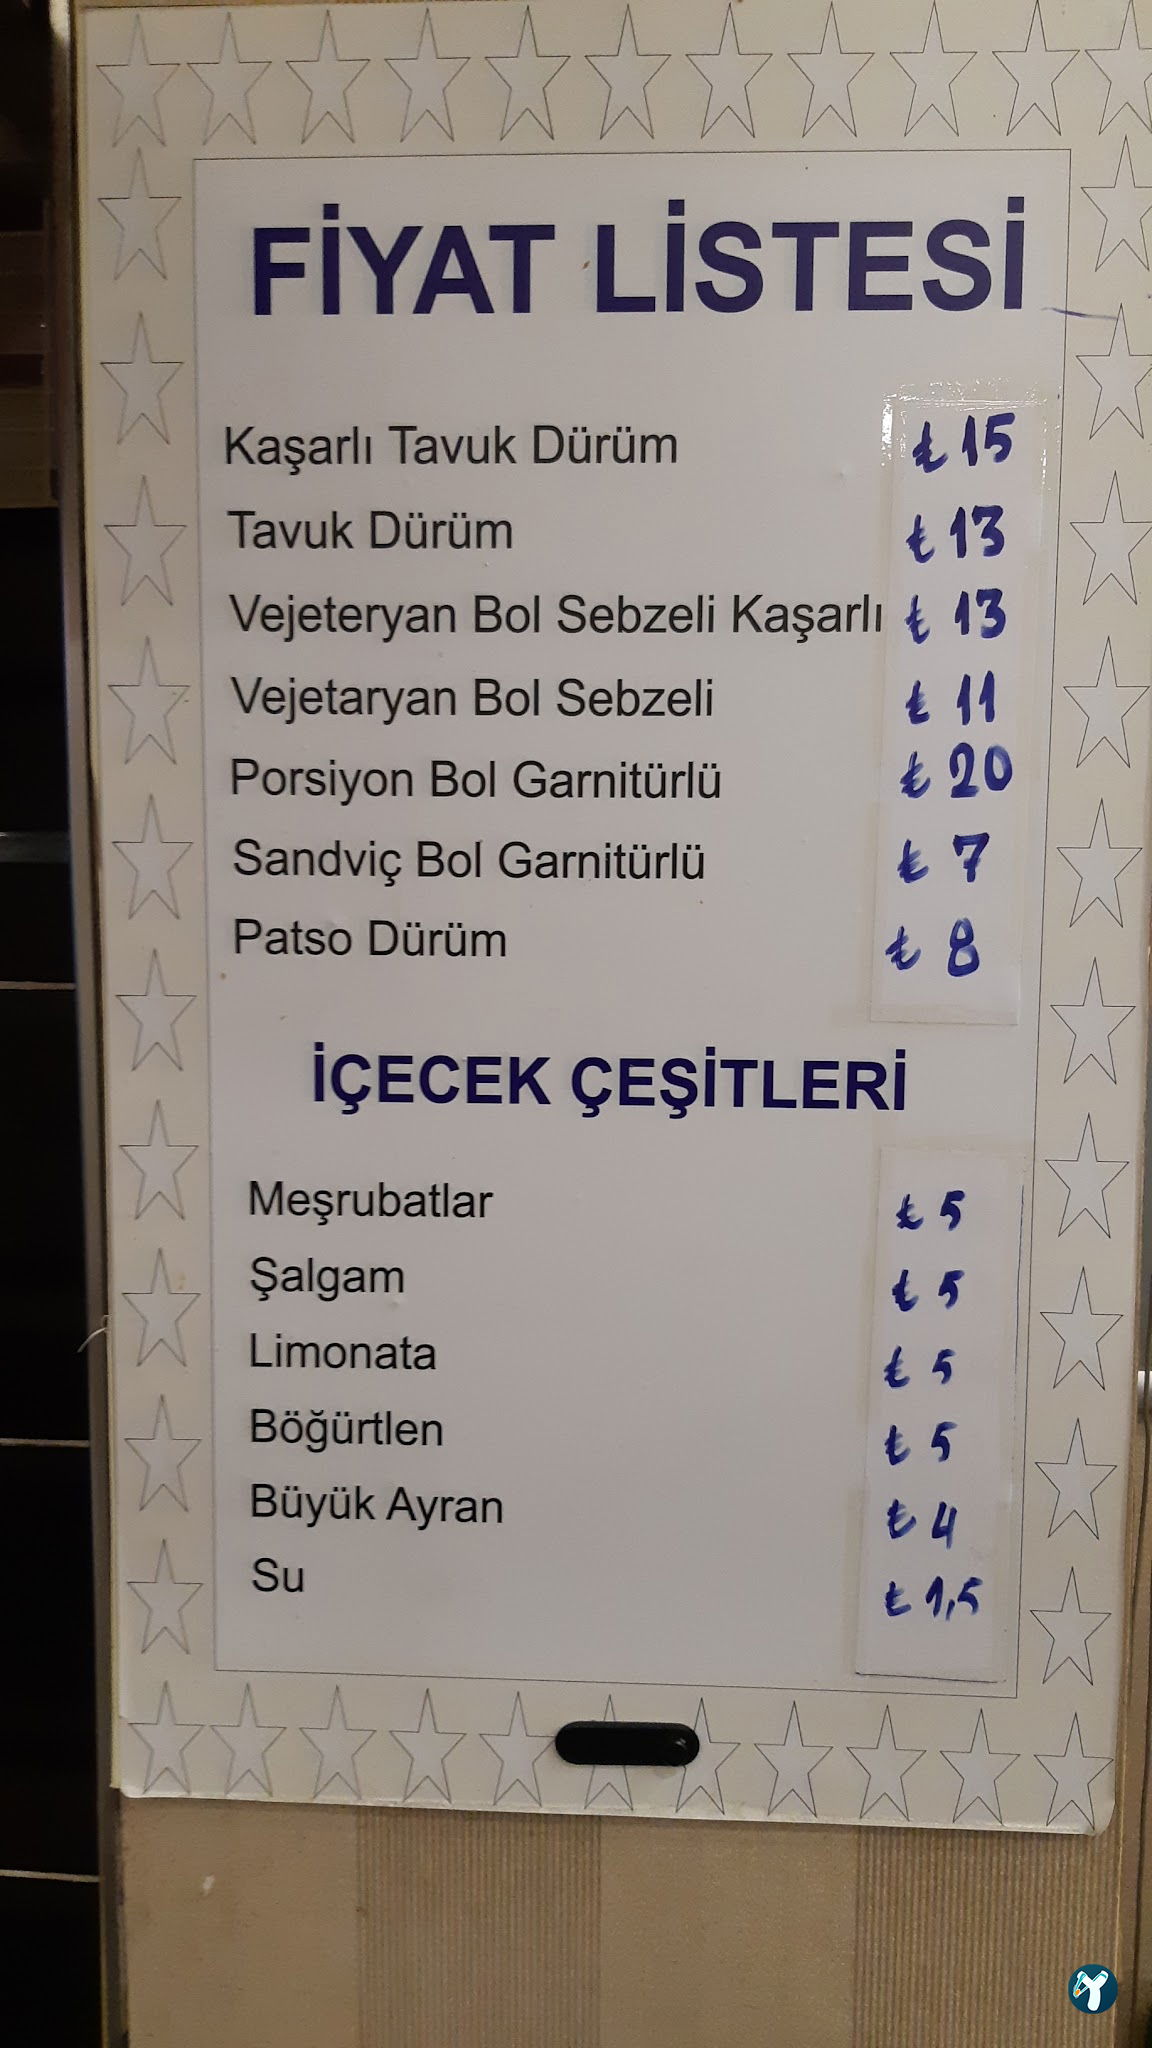 FİYAT LİSTESİ
Kaşarlı Tavuk Dürüm ₺ 15
Tavuk Dürüm ₺ 13
Vejeteryan Bol Sebzeli Kaşarlı ₺ 13
Vejetaryan Bol Sebzeli ₺ 11
Porsiyon Bol Garnitürlü ₺ 20
Sandviç Bol Garnitürlü ₺ 7
Patso Dürüm ₺ 8
İÇECEK ÇEŞİTLERİ
Meşrubatlar ₺ 5
Şalgam ₺ 5
Limonata ₺ 5
Böğürtlen ₺ 5
Büyük Ayran ₺ 4
Su ₺ 1,5